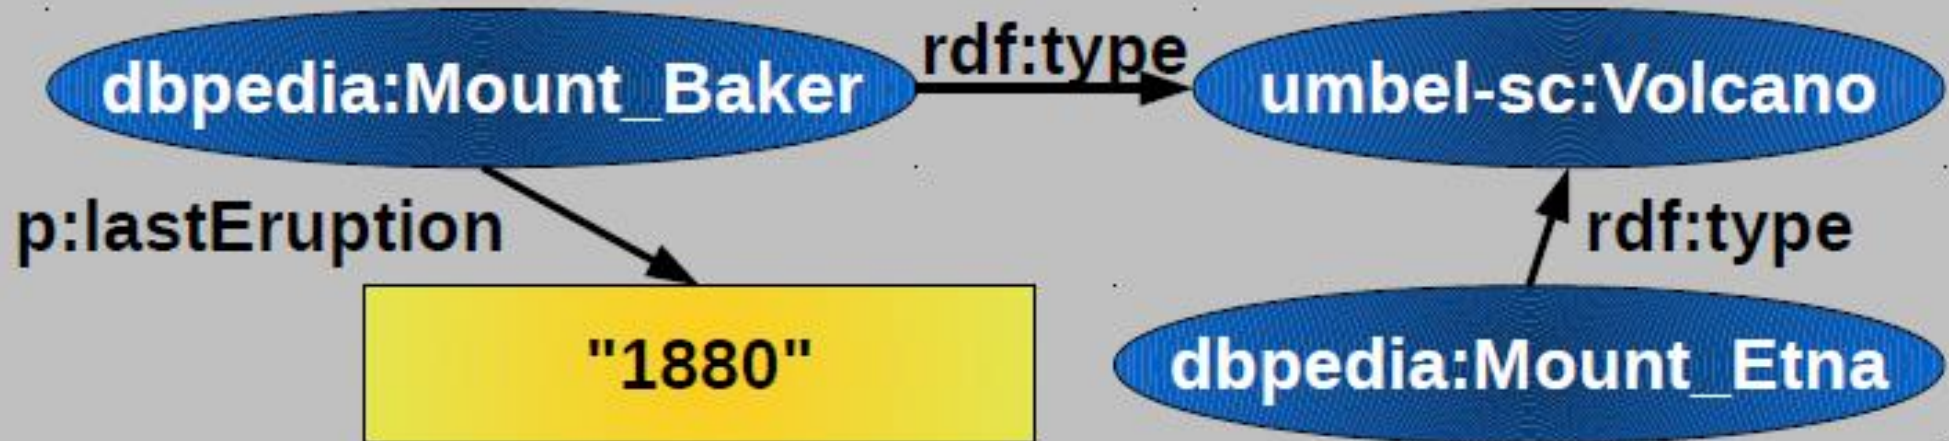 dbpedia:Mount_Baker
rdf:type
umbel-sc:Volcano
p:lastEruption
rdf:type
"1880"
dbpedia:Mount_Etna